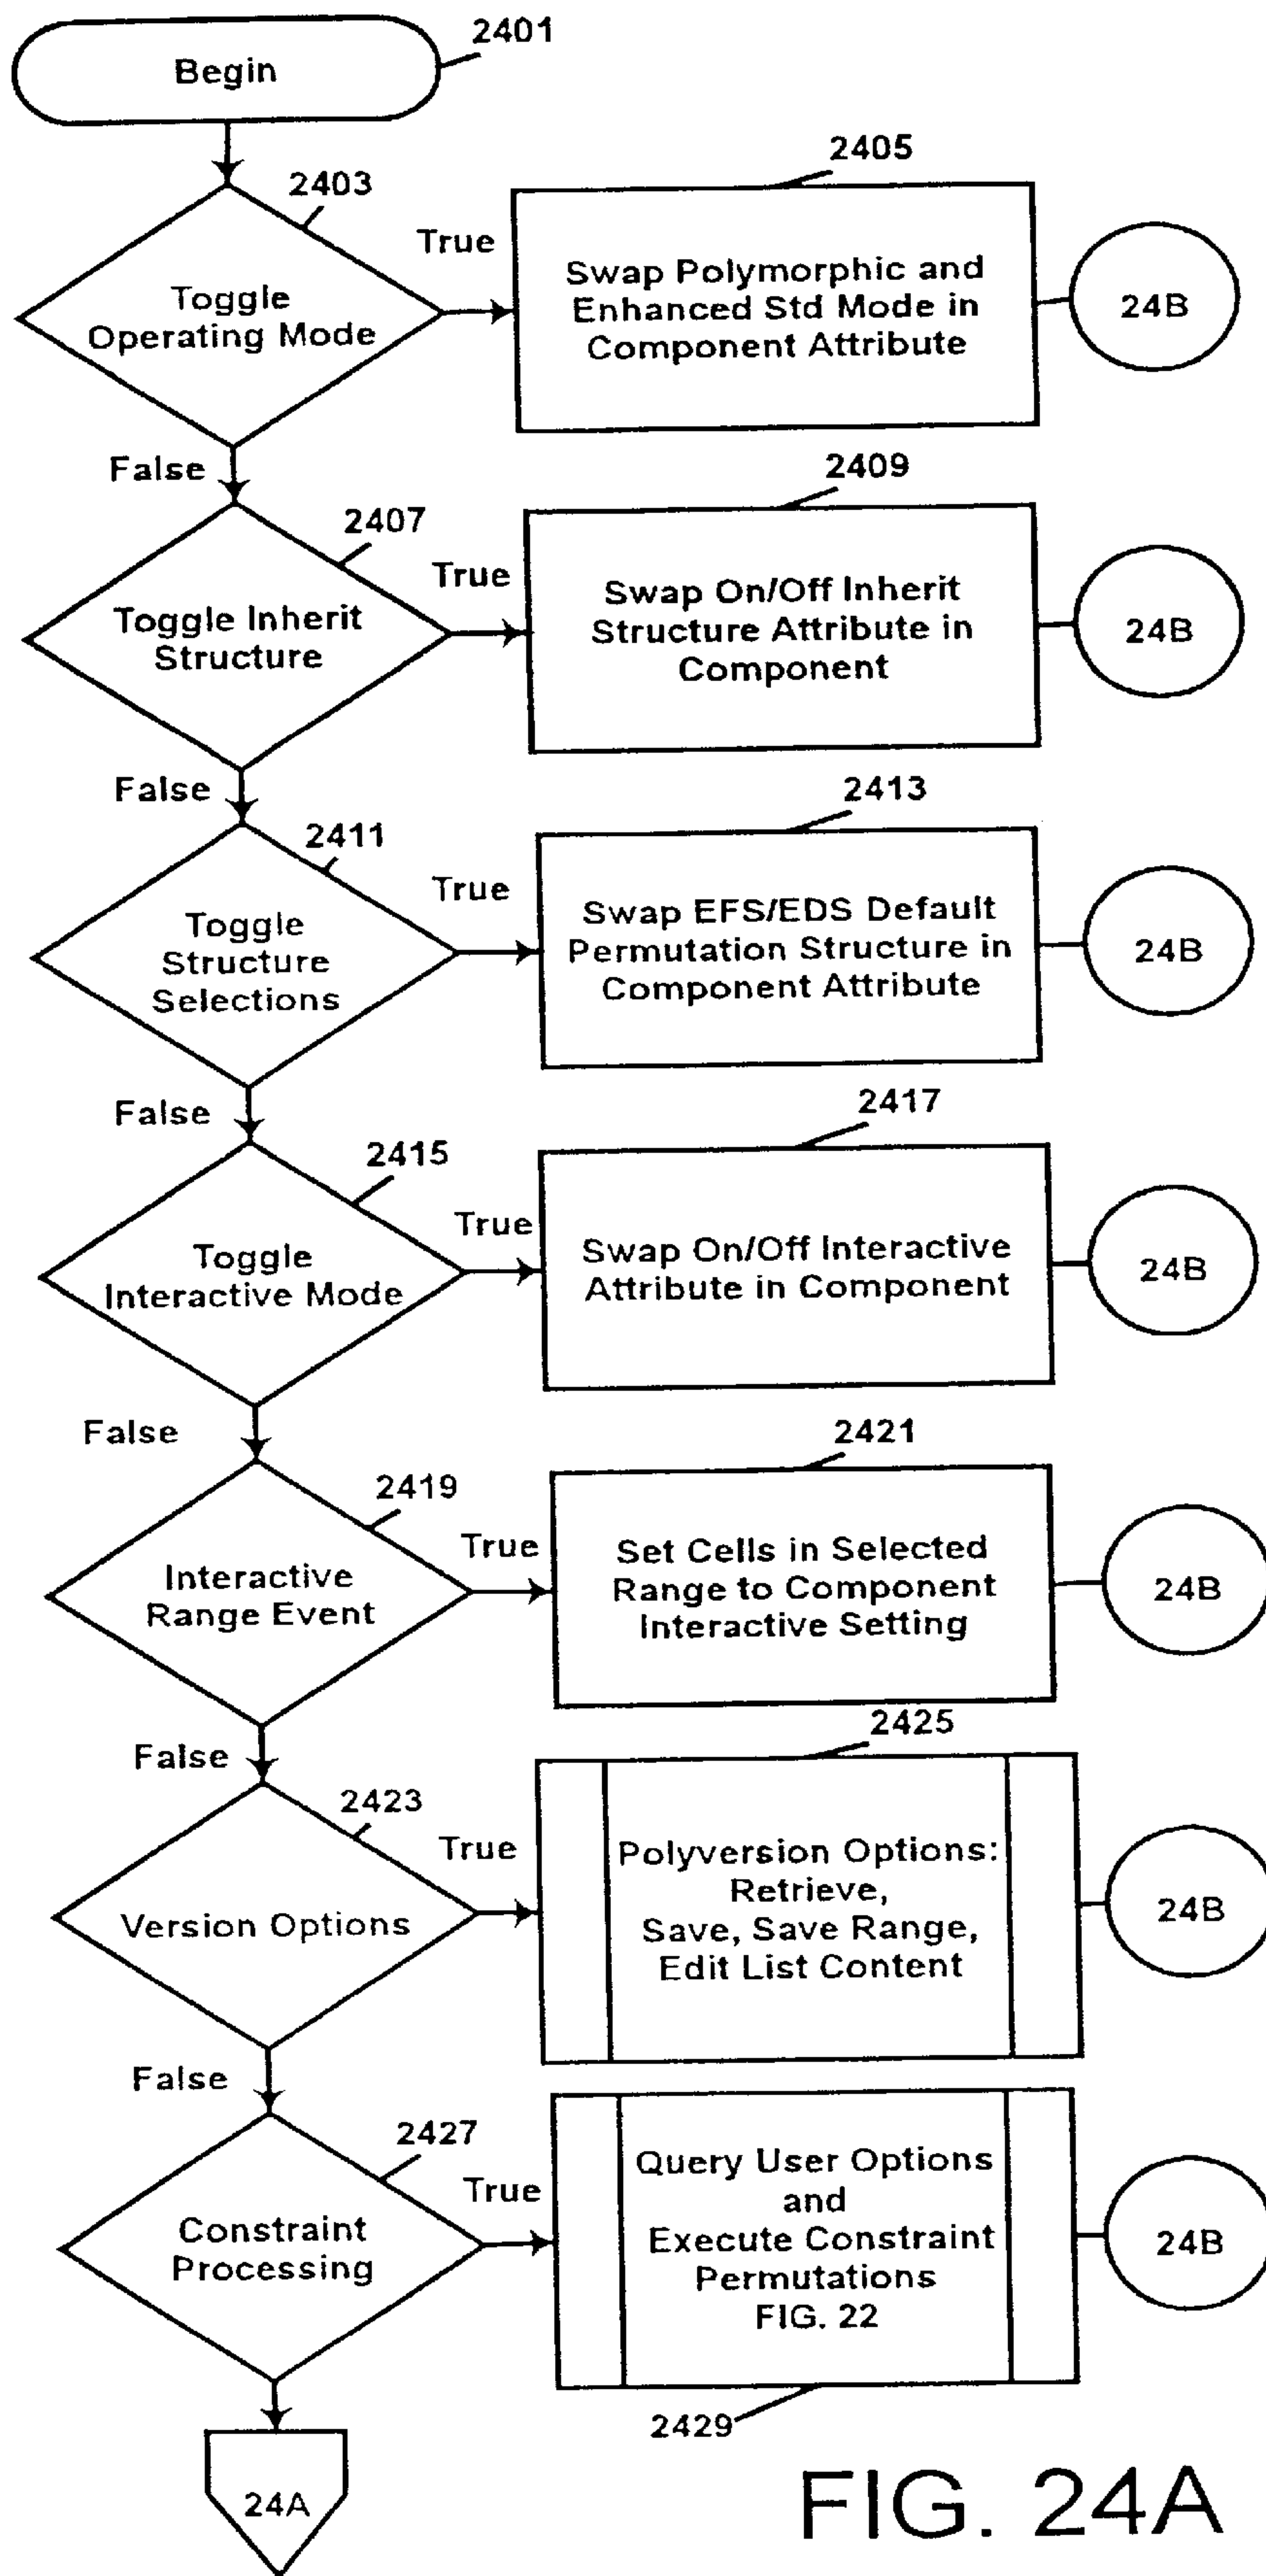 2401
Begin
2403
Toggle
Operating Mode
True
2405
Swap Polymorphic and
Enhanced Std Mode in
Component Attribute
24B
False
2407
Toggle Inherit
Structure
True
2409
Swap On/Off Inherit
Structure Attribute in
Component
24B
False
2411
Toggle
Structure
Selections
True
2413
Swap EFS/EDS Default
Permutation Structure in
Component Attribute
24B
False
2415
Toggle
Interactive Mode
True
2417
Swap On/Off Interactive
Attribute in Component
24B
False
2419
Interactive
Range Event
True
2421
Set Cells in Selected
Range to Component
Interactive Setting
24B
False
2423
Version Options
True
2425
Polyversion Options:
Retrieve,
Save, Save Range,
Edit List Content
24B
False
2427
Constraint
Processing
True
Query User Options
and
Execute Constraint
Permutations
FIG. 22
2429
24B
24A
FIG. 24A